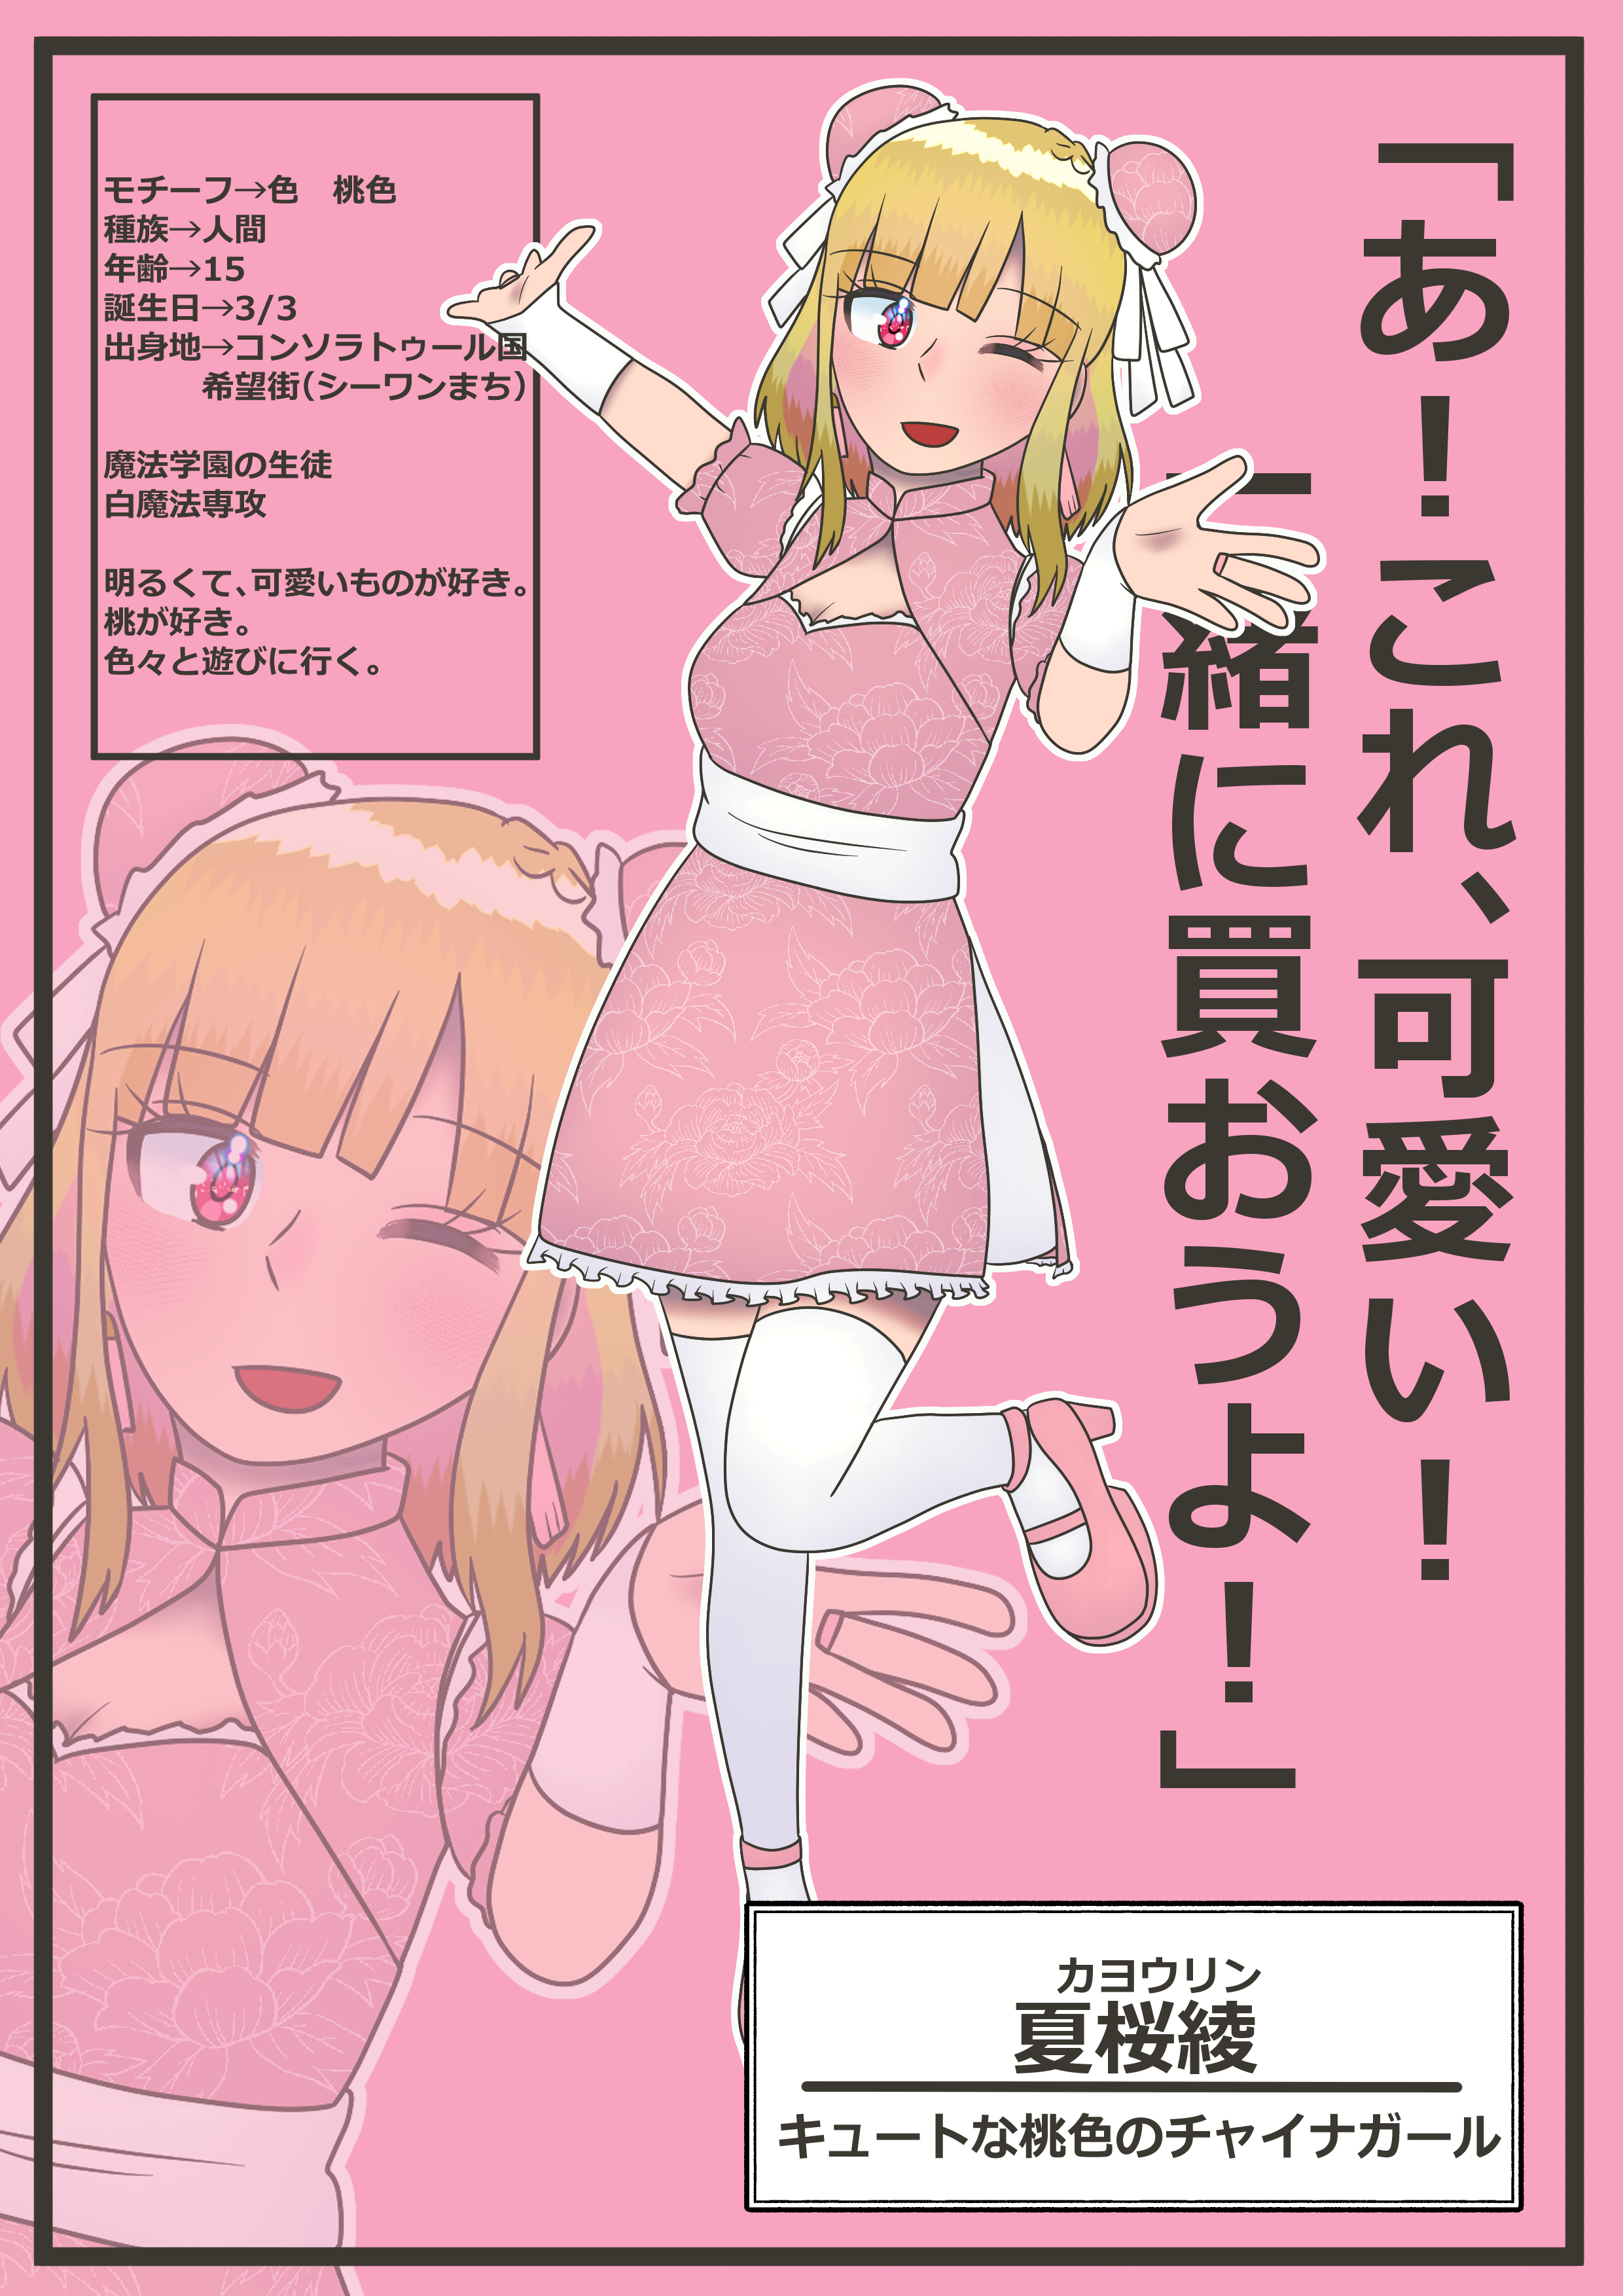 「あ！これ、可愛い！
一緒に買おうよ！」
モチーフ→色　桃色
種族→人間
年齢→15
誕生日→3/3
出身地→コンソラトゥール国
希望街(シーワンまち)
魔法学園の生徒
白魔法専攻
明るくて、可愛いものが好き。
桃が好き。
色々と遊びに行く。
カヨウリン
夏桜綾
キュートな桃色のチャイナガール